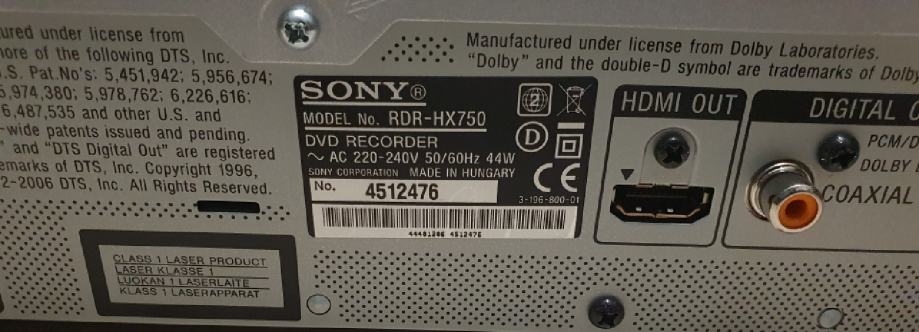 ured under license from
ore of the following DTS, Inc.
.S. Pat.No's: 5,451,942; 5,956,674;
5,974,380; 5,978,762; 6,226,616;
6,487,535 and other U.S. and
-wide patents issued and pending.
" and "DTS Digital Out" are registered
emarks of DTS, Inc. Copyright 1996,
2-2006 DTS, Inc. All Rights Reserved.
Manufactured under license from Dolby Laboratories.
"Dolby" and the double-D symbol are trademarks of Dolby
SONY®
MODEL No. RDR-HX750
DVD RECORDER
~ AC 220-240V 50/60Hz 44W
SONY CORPORATION MADE IN HUNGARY
No. 4512476
2
D
CE
3-196-800-01
4512476
HDMI OUT
DIGITAL
PCM/D
DOLBY
COAXIAL
CLASS 1 LASER PRODUCT
LASER KLASSE 1
LUOKAN 1 LASERLAITE
KLASS 1 LASERAPPARAT